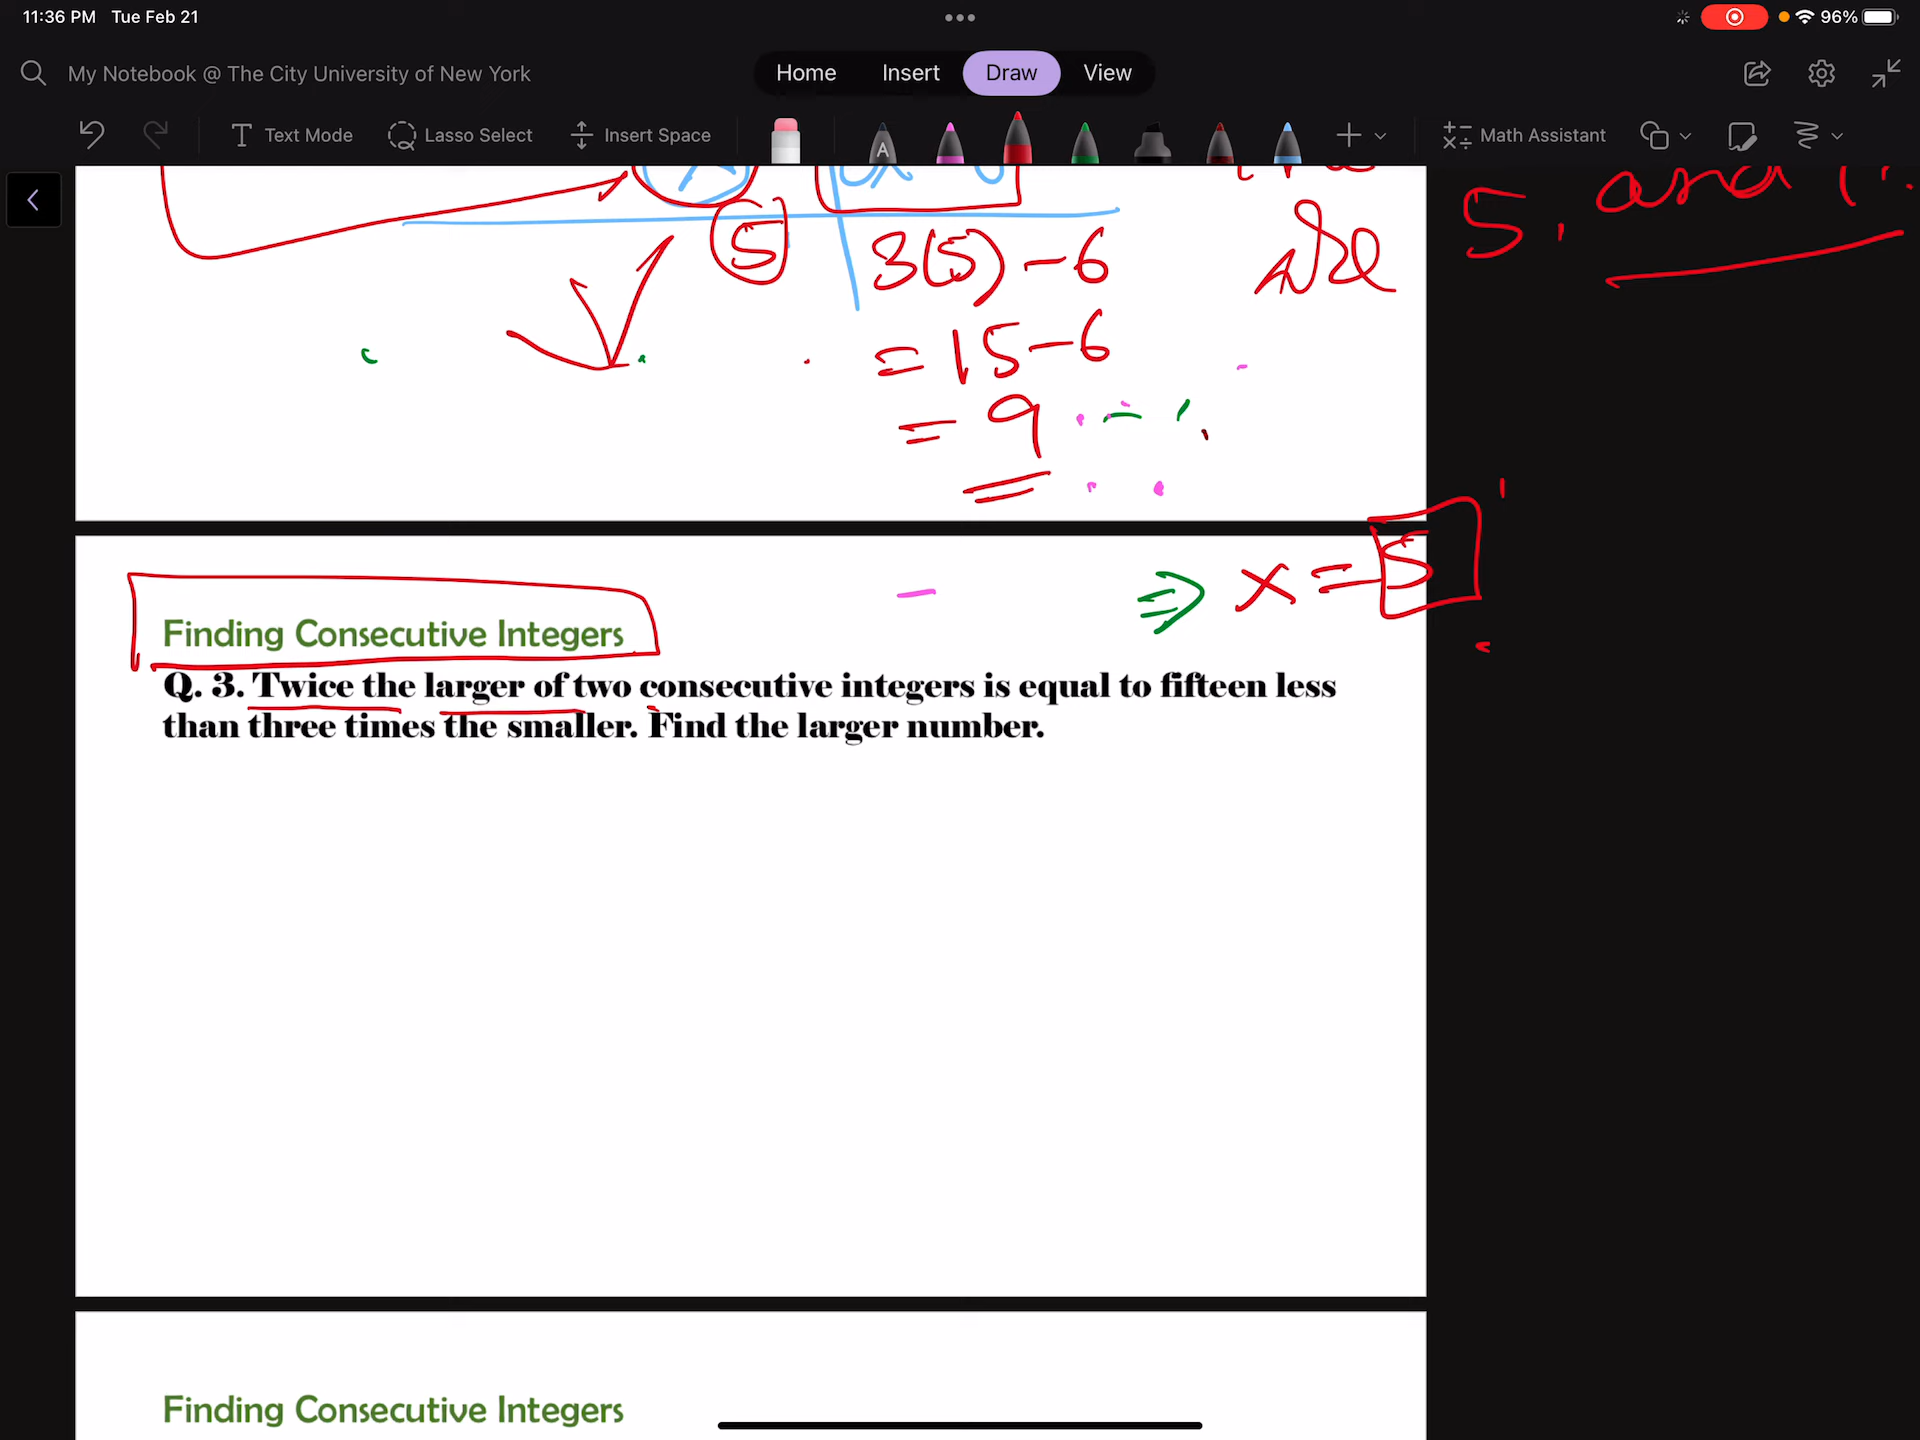 11:36 PM Tue Feb 21
96%
My Notebook @ The City University of New York
Home Insert Draw View
Text Mode Lasso Select Insert Space A Math Assistant
5, and
5 3(5) - 6 are
= 15 - 6
= 9
⇒ x = 5
Finding Consecutive Integers
Q. 3. Twice the larger of two consecutive integers is equal to fifteen less
than three times the smaller. Find the larger number.
Finding Consecutive Integers